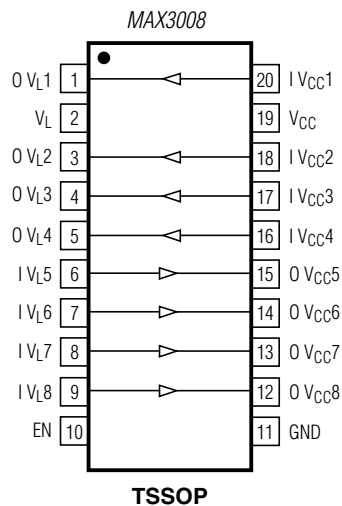 MAX3008
O VL1 1 20 I VCC1
VL 2 19 VCC
O VL2 3 18 I VCC2
O VL3 4 17 I VCC3
O VL4 5 16 I VCC4
I VL5 6 15 O VCC5
I VL6 7 14 O VCC6
I VL7 8 13 O VCC7
I VL8 9 12 O VCC8
EN 10 11 GND
TSSOP